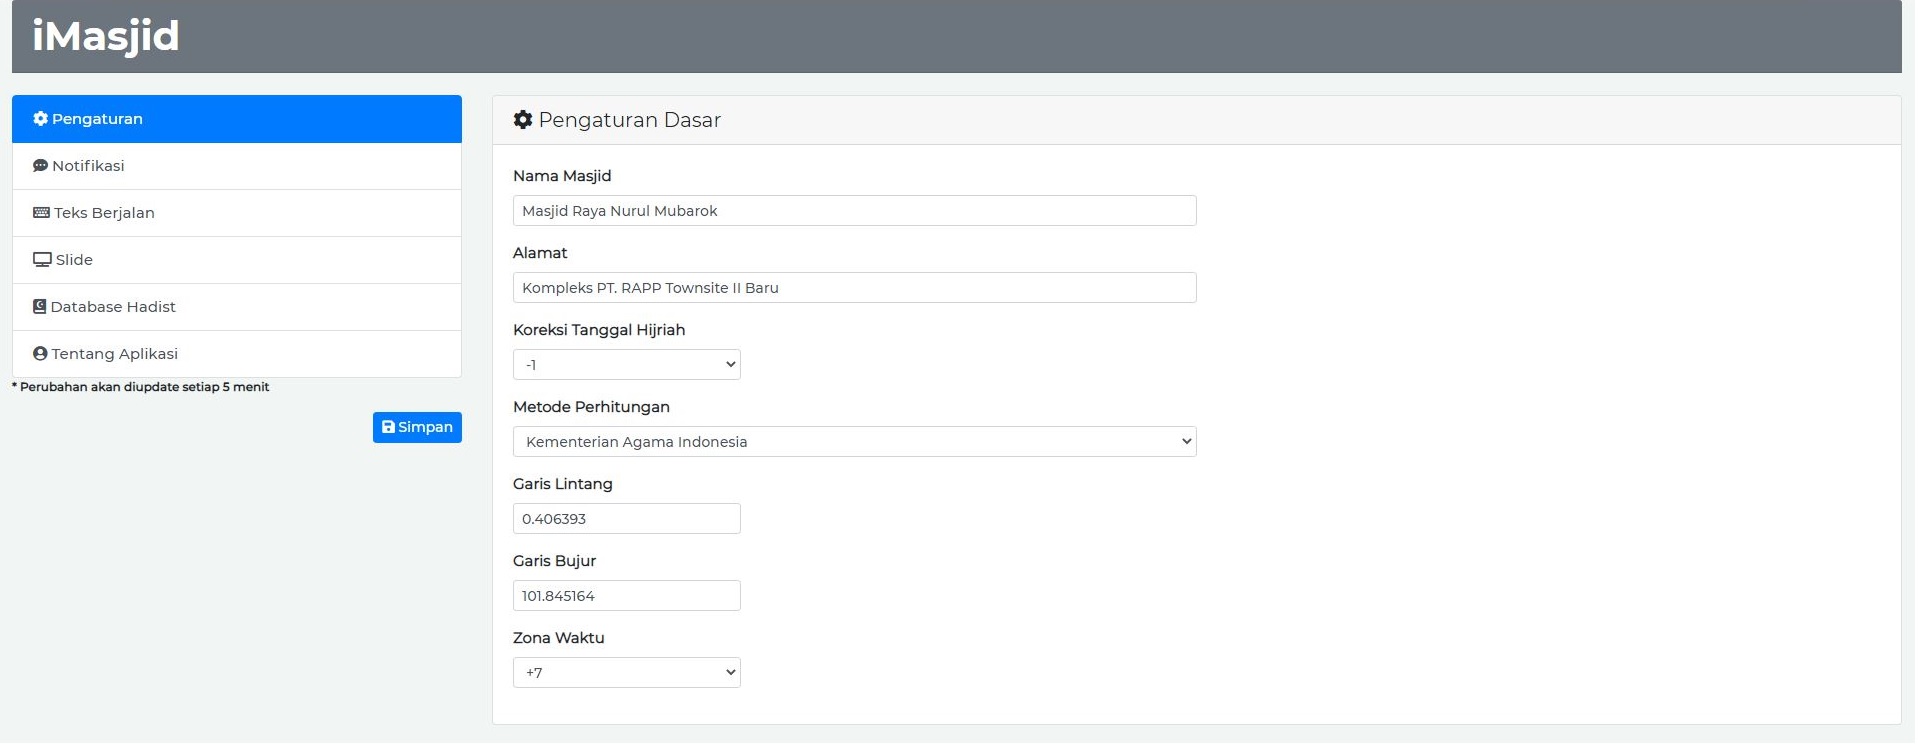 iMasjid
Pengaturan
Notifikasi
Teks Berjalan
Slide
Database Hadist
Tentang Aplikasi
* Perubahan akan diupdate setiap 5 menit
Simpan
Pengaturan Dasar
Nama Masjid
Masjid Raya Nurul Mubarok
Alamat
Kompleks PT. RAPP Townsite II Baru
Koreksi Tanggal Hijriah
-1
Metode Perhitungan
Kementerian Agama Indonesia
Garis Lintang
0.406393
Garis Bujur
101.845164
Zona Waktu
+7